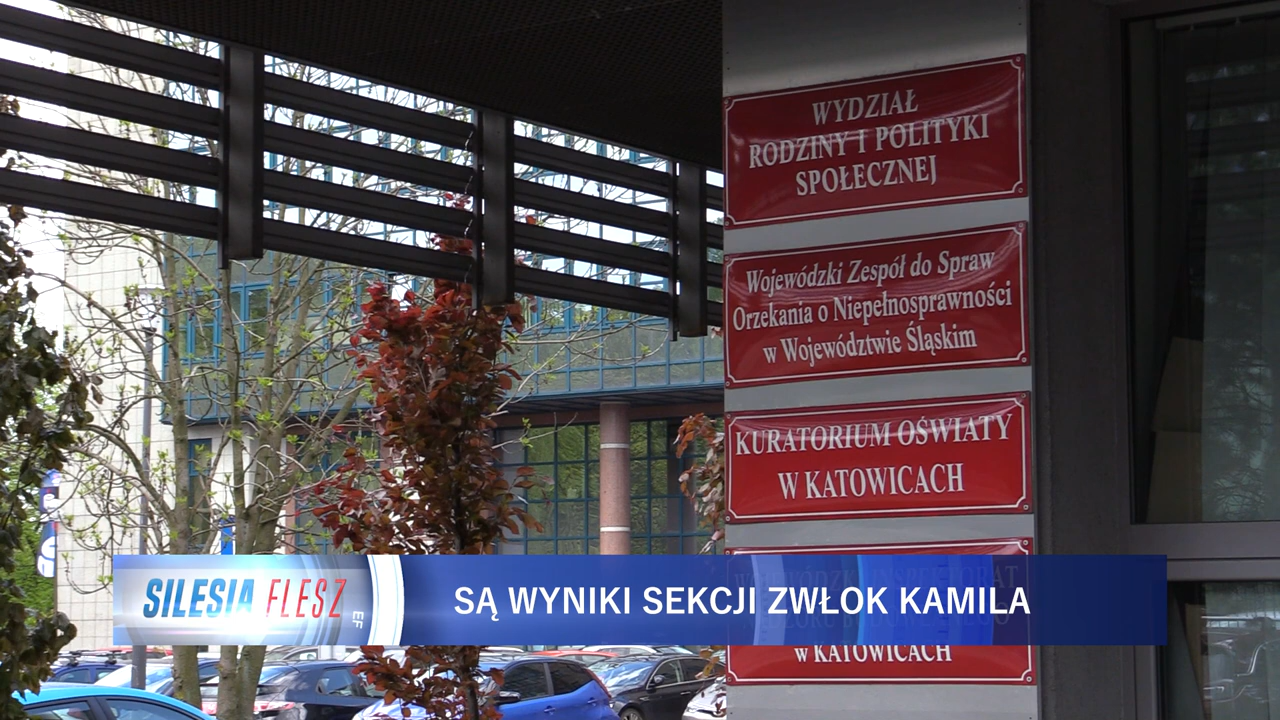 WYDZIAŁ
RODZINY I POLITYKI
SPOŁECZNEJ
Wojewódzki Zespół do Spraw
Orzekania o Niepełnosprawności
w Województwie Śląskim
KURATORIUM OŚWIATY
W KATOWICACH
W KATOWICACH
SILESIA FLESZ
SĄ WYNIKI SEKCJI ZWŁOK KAMILA